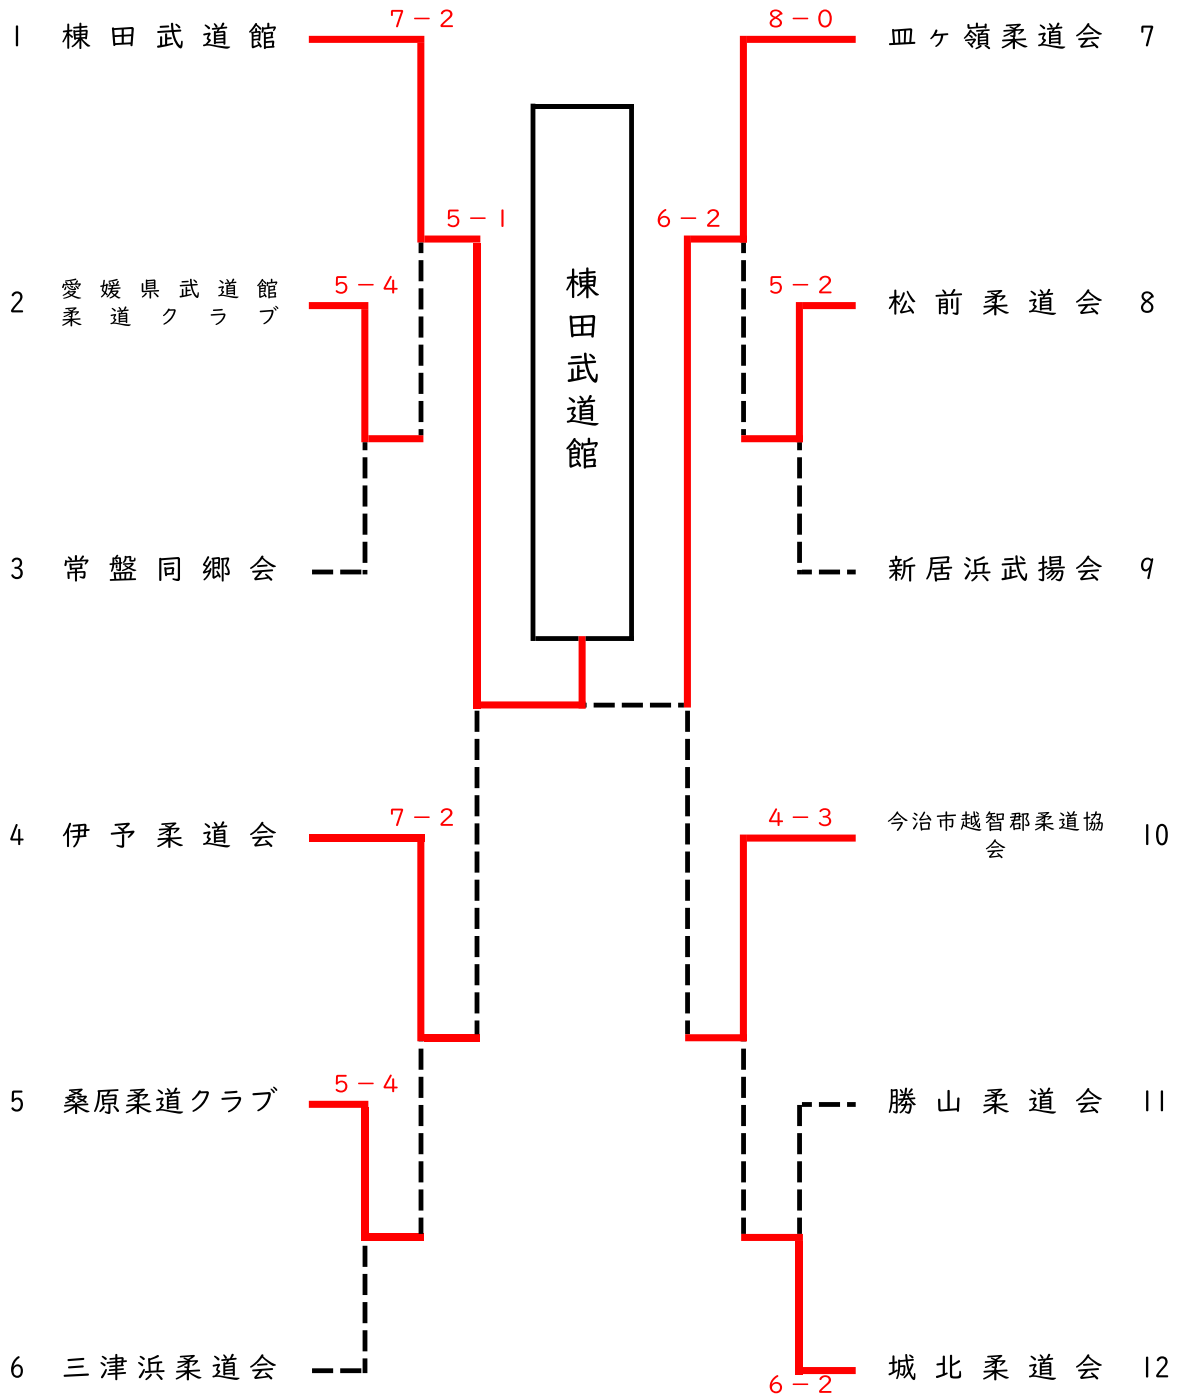 7－2
8－0
1 棟田武道館
皿ヶ嶺柔道会 7
5－1
6－2
5－4
5－2
2 愛媛県武道館
柔道クラブ
松前柔道会 8
棟田武道館
3 常盤同郷会
新居浜武揚会 9
7－2
4－3
4 伊予柔道会
今治市越智郡柔道協
会 10
5－4
5 桑原柔道クラブ
勝山柔道会 11
6 三津浜柔道会
城北柔道会 12
6－2